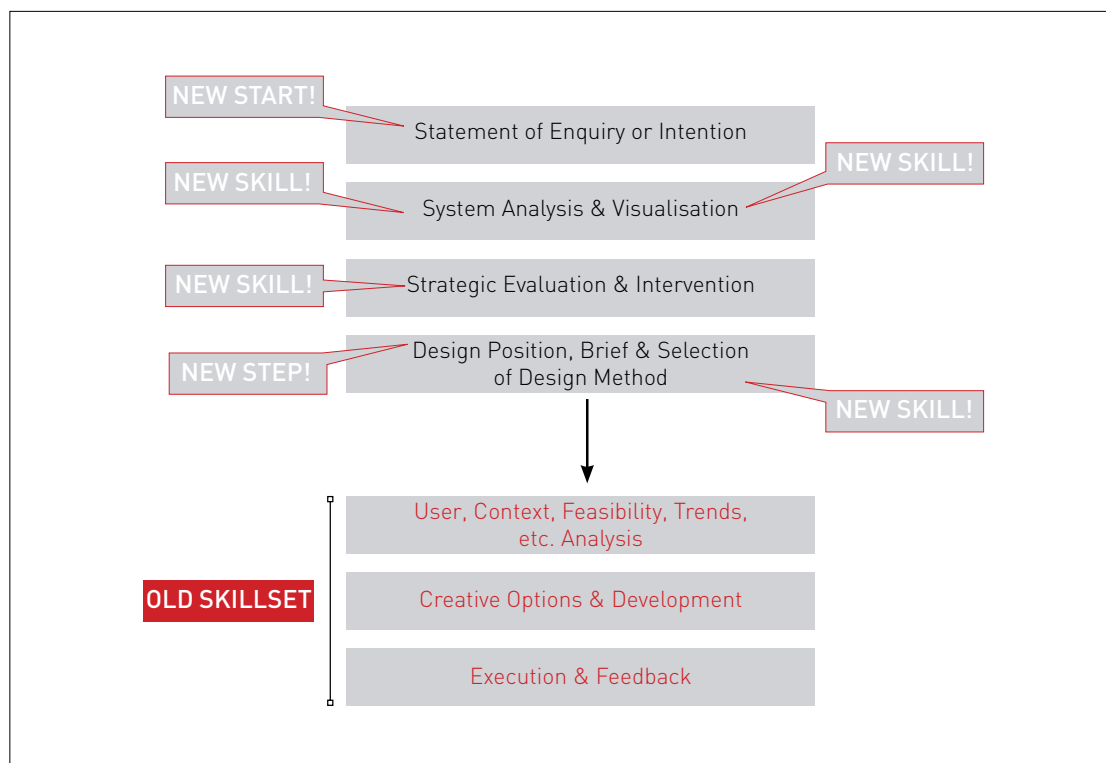 NEW START!
Statement of Enquiry or Intention
NEW SKILL!
NEW SKILL!
System Analysis & Visualisation
NEW SKILL!
Strategic Evaluation & Intervention
NEW STEP!
Design Position, Brief & Selection
of Design Method
NEW SKILL!
User, Context, Feasibility, Trends,
etc. Analysis
OLD SKILLSET
Creative Options & Development
Execution & Feedback